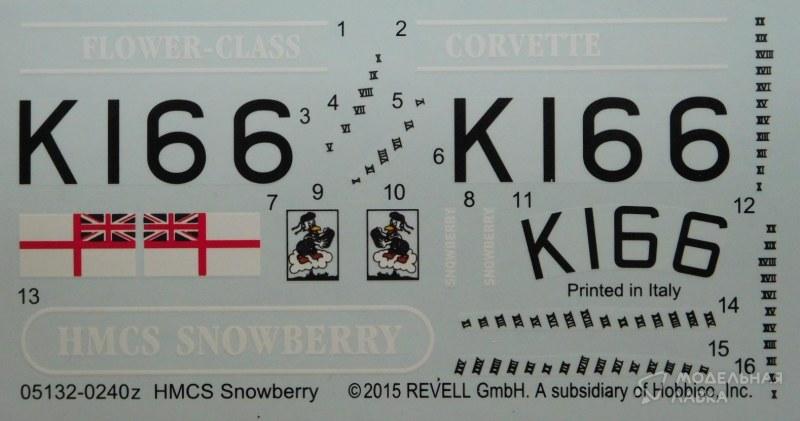 FLOWER-CLASS 1 2 CORVETTE
K166 3 4 5 6 K166
7 9 10 8 11 12
SNOWBERRY SNOWBERRY K166
Printed in Italy
13 14
HMCS SNOWBERRY 15
16
05132-0240z HMCS Snowberry ©2015 REVELL GmbH. A subsidiary of Hobbico, Inc.
МОДЕЛЬНАЯ
ЛАВКА